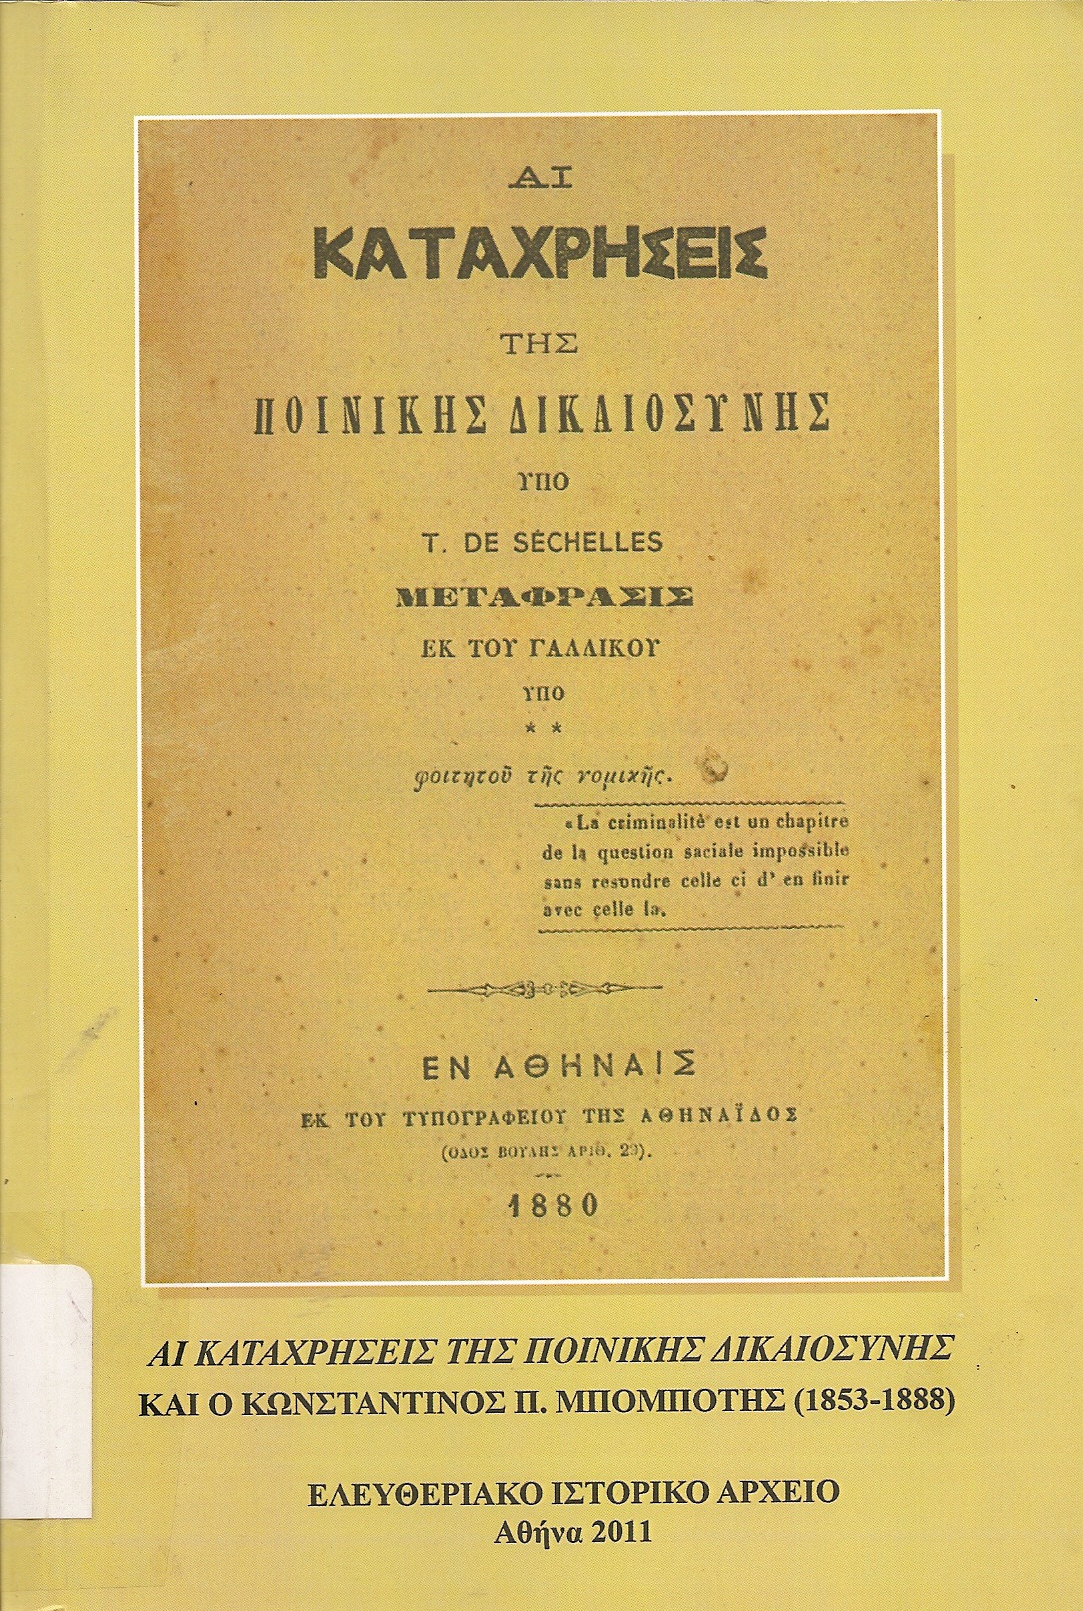 ΑΙ
ΚΑΤΑΧΡΗΣΕΙΣ
ΤΗΣ
ΠΟΙΝΙΚΗΣ ΔΙΚΑΙΟΣΥΝΗΣ
ΥΠΟ
T. DE SÉCHELLES
ΜΕΤΑΦΡΑΣΙΣ
ΕΚ ΤΟΥ ΓΑΛΛΙΚΟΥ
ΥΠΟ
* *
φοιτητοῦ τῆς νομικῆς.
«La criminalitè est un chapitre
de la question saciale impossible
sans resoudre celle ci d' en finir
avec celle la.
ΕΝ ΑΘΗΝΑΙΣ
ΕΚ ΤΟΥ ΤΥΠΟΓΡΑΦΕΙΟΥ ΤΗΣ ΑΘΗΝΑΪΔΟΣ
(ΟΔΟΣ ΒΟΥΛΗΣ ΑΡΙΘ. 29).
1880
ΑΙ ΚΑΤΑΧΡΗΣΕΙΣ ΤΗΣ ΠΟΙΝΙΚΗΣ ΔΙΚΑΙΟΣΥΝΗΣ
ΚΑΙ Ο ΚΩΝΣΤΑΝΤΙΝΟΣ Π. ΜΠΟΜΠΟΤΗΣ (1853-1888)
ΕΛΕΥΘΕΡΙΑΚΟ ΙΣΤΟΡΙΚΟ ΑΡΧΕΙΟ
Αθήνα 2011